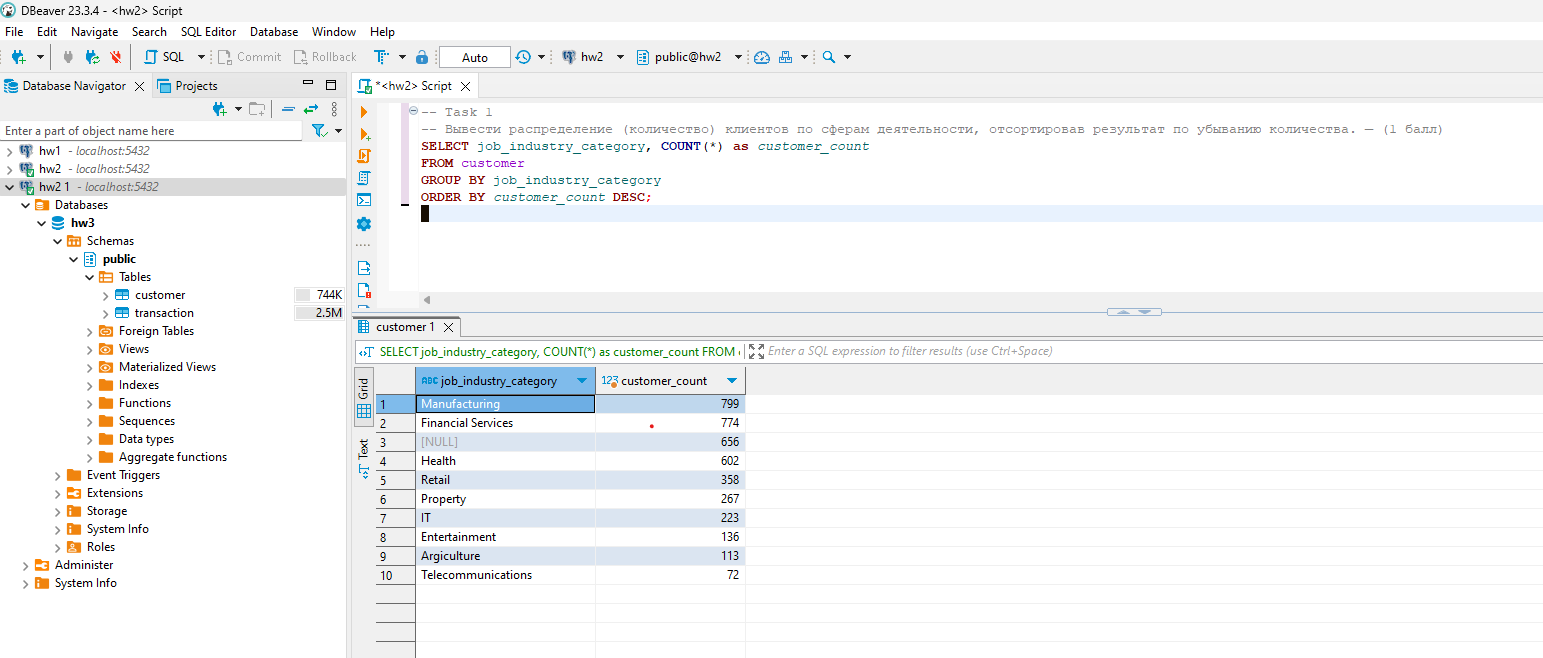 DBeaver 23.3.4 - <hw2> Script
File Edit Navigate Search SQL Editor Database Window Help
SQL Commit Rollback Auto hw2 public@hw2
Database Navigator Projects
Enter a part of object name here
hw1 - localhost:5432
hw2 - localhost:5432
hw2 1 - localhost:5432
Databases
hw3
Schemas
public
Tables
customer 744K
transaction 2.5M
Foreign Tables
Views
Materialized Views
Indexes
Functions
Sequences
Data types
Aggregate functions
Event Triggers
Extensions
Storage
System Info
Roles
Administer
System Info
*<hw2> Script
-- Task 1
-- Вывести распределение (количество) клиентов по сферам деятельности, отсортировав результат по убыванию количества. — (1 балл)
SELECT job_industry_category, COUNT(*) as customer_count
FROM customer
GROUP BY job_industry_category
ORDER BY customer_count DESC;
customer 1
SELECT job_industry_category, COUNT(*) as customer_count FROM Enter a SQL expression to filter results (use Ctrl+Space)
Grid
Text
ABC job_industry_category 123 customer_count
1 Manufacturing 799
2 Financial Services 774
3 [NULL] 656
4 Health 602
5 Retail 358
6 Property 267
7 IT 223
8 Entertainment 136
9 Argiculture 113
10 Telecommunications 72